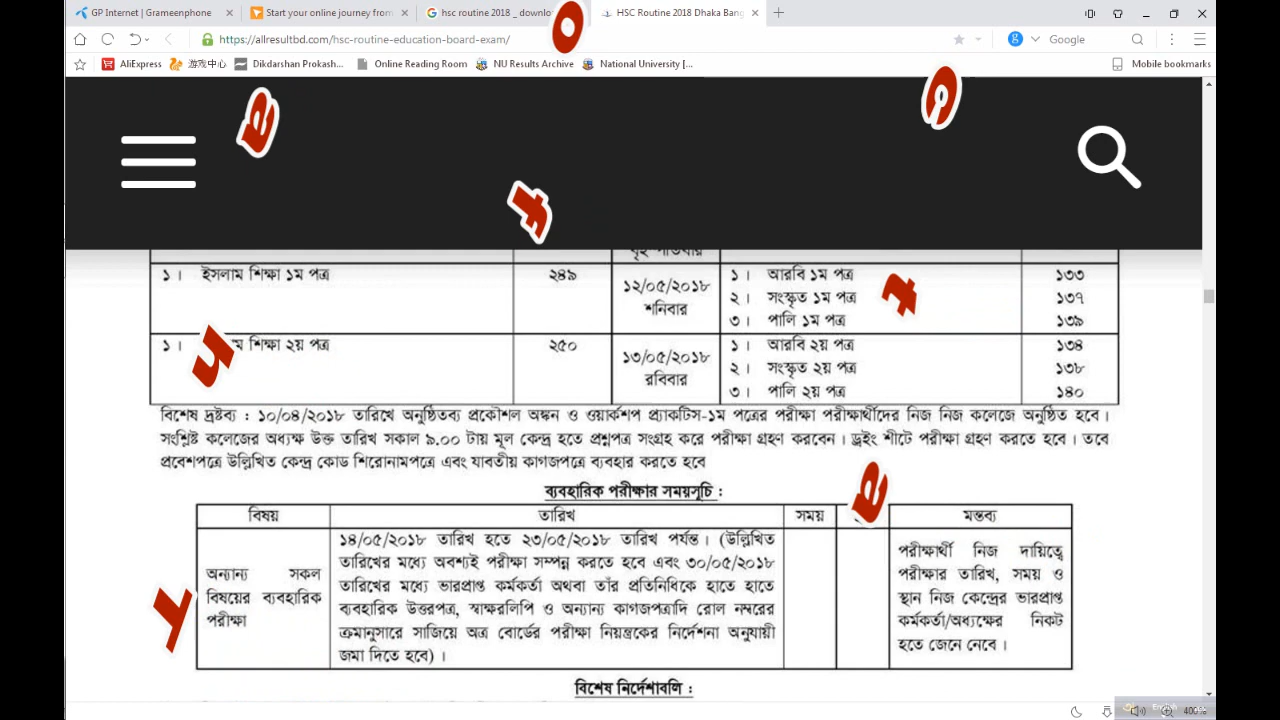 GP Internet | Grameenphone
Start your online journey from
hsc routine 2018 _ downlo
HSC Routine 2018 Dhaka Bang
https://allresultbd.com/hsc-routine-education-board-exam/
Google
AliExpress 游戏中心 Dikdarshan Prokash... Online Reading Room NU Results Archive National University [... Mobile bookmarks
১। ইসলাম শিক্ষা ১ম পত্র ২৪৯ ১২/০৫/২০১৮ শনিবার ১। আরবি ১ম পত্র ১৩৩
২। সংস্কৃত ১ম পত্র ১৩৭
৩। পালি ১ম পত্র ১৩৯
১। শিক্ষা ২য় পত্র ২৫০ ১৩/০৫/২০১৮ রবিবার ১। আরবি ২য় পত্র ১৩৪
২। সংস্কৃত ২য় পত্র ১৩৮
৩। পালি ২য় পত্র ১৪০
বিশেষ দ্রষ্টব্য : ১০/০৪/২০১৮ তারিখে অনুষ্ঠিতব্য প্রকৌশল অঙ্কন ও ওয়ার্কশপ প্র্যাকটিস-১ম পত্রের পরীক্ষা পরীক্ষার্থীদের নিজ নিজ কলেজে অনুষ্ঠিত হবে।
সংশ্লিষ্ট কলেজের অধ্যক্ষ উক্ত তারিখ সকাল ৯.০০ টায় মূল কেন্দ্র হতে প্রশ্নপত্র সংগ্রহ করে পরীক্ষা গ্রহণ করবেন। ড্রইং শীটে পরীক্ষা গ্রহণ করতে হবে। তবে
প্রবেশপত্রে উল্লিখিত কেন্দ্র কোড শিরোনামপত্রে এবং যাবতীয় কাগজপত্রে ব্যবহার করতে হবে
ব্যবহারিক পরীক্ষার সময়সূচি :
বিষয় তারিখ সময় মন্তব্য
অন্যান্য সকল
বিষয়ের ব্যবহারিক
পরীক্ষা
১৪/০৫/২০১৮ তারিখ হতে ২৩/০৫/২০১৮ তারিখ পর্যন্ত। (উল্লিখিত
তারিখের মধ্যে অবশ্যই পরীক্ষা সম্পন্ন করতে হবে এবং ৩০/০৫/২০১৮
তারিখের মধ্যে ভারপ্রাপ্ত কর্মকর্তা অথবা তাঁর প্রতিনিধিকে হাতে হাতে
ব্যবহারিক উত্তরপত্র, স্বাক্ষরলিপি ও অন্যান্য কাগজপত্রাদি রোল নম্বরের
ক্রমানুসারে সাজিয়ে অত্র বোর্ডের পরীক্ষা নিয়ন্ত্রকের নির্দেশনা অনুযায়ী
জমা দিতে হবে)।
পরীক্ষার্থী নিজ দায়িত্বে
পরীক্ষার তারিখ, সময় ও
স্থান নিজ কেন্দ্রের ভারপ্রাপ্ত
কর্মকর্তা/অধ্যক্ষের নিকট
হতে জেনে নেবে।
বিশেষ নির্দেশাবলি :
English
400%